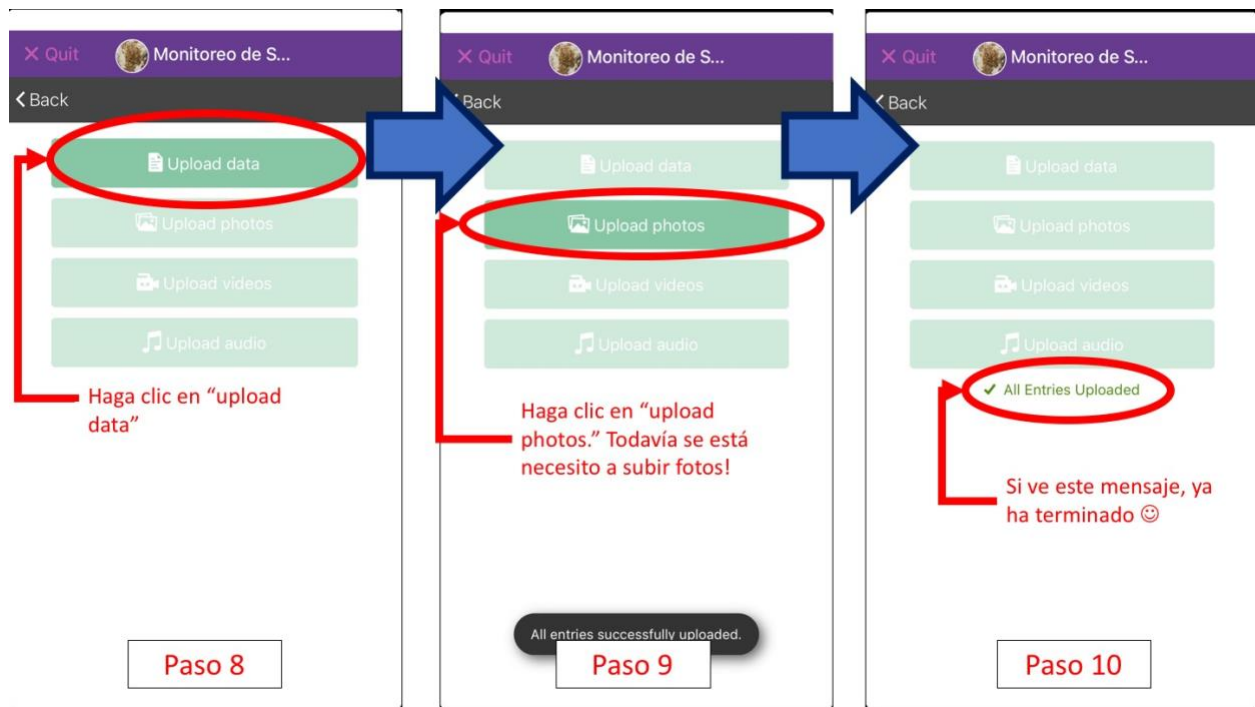 X Quit Monitoreo de S...
Back
Upload data
Upload photos
Upload videos
Upload audio
Haga clic en “upload
data”
Paso 8
X Quit Monitoreo de S...
Back
Upload data
Upload photos
Upload videos
Upload audio
Haga clic en “upload
photos.” Todavía se está
necesito a subir fotos!
All entries successfully uploaded.
Paso 9
X Quit Monitoreo de S...
Back
Upload data
Upload photos
Upload videos
Upload audio
✓ All Entries Uploaded
Si ve este mensaje, ya
ha terminado ☺
Paso 10